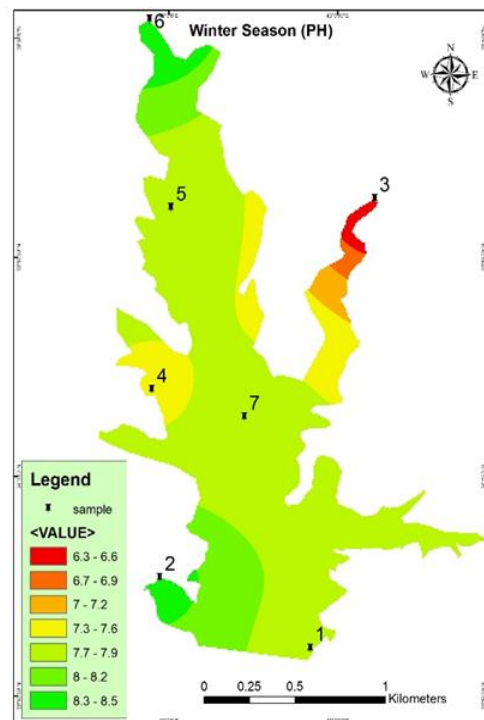 Winter Season (PH)
N
W E
S
6
3
5
4
7
2
1
Legend
sample
<VALUE>
6.3 - 6.6
6.7 - 6.9
7 - 7.2
7.3 - 7.6
7.7 - 7.9
8 - 8.2
8.3 - 8.5
0 0.25 0.5 1
Kilometers